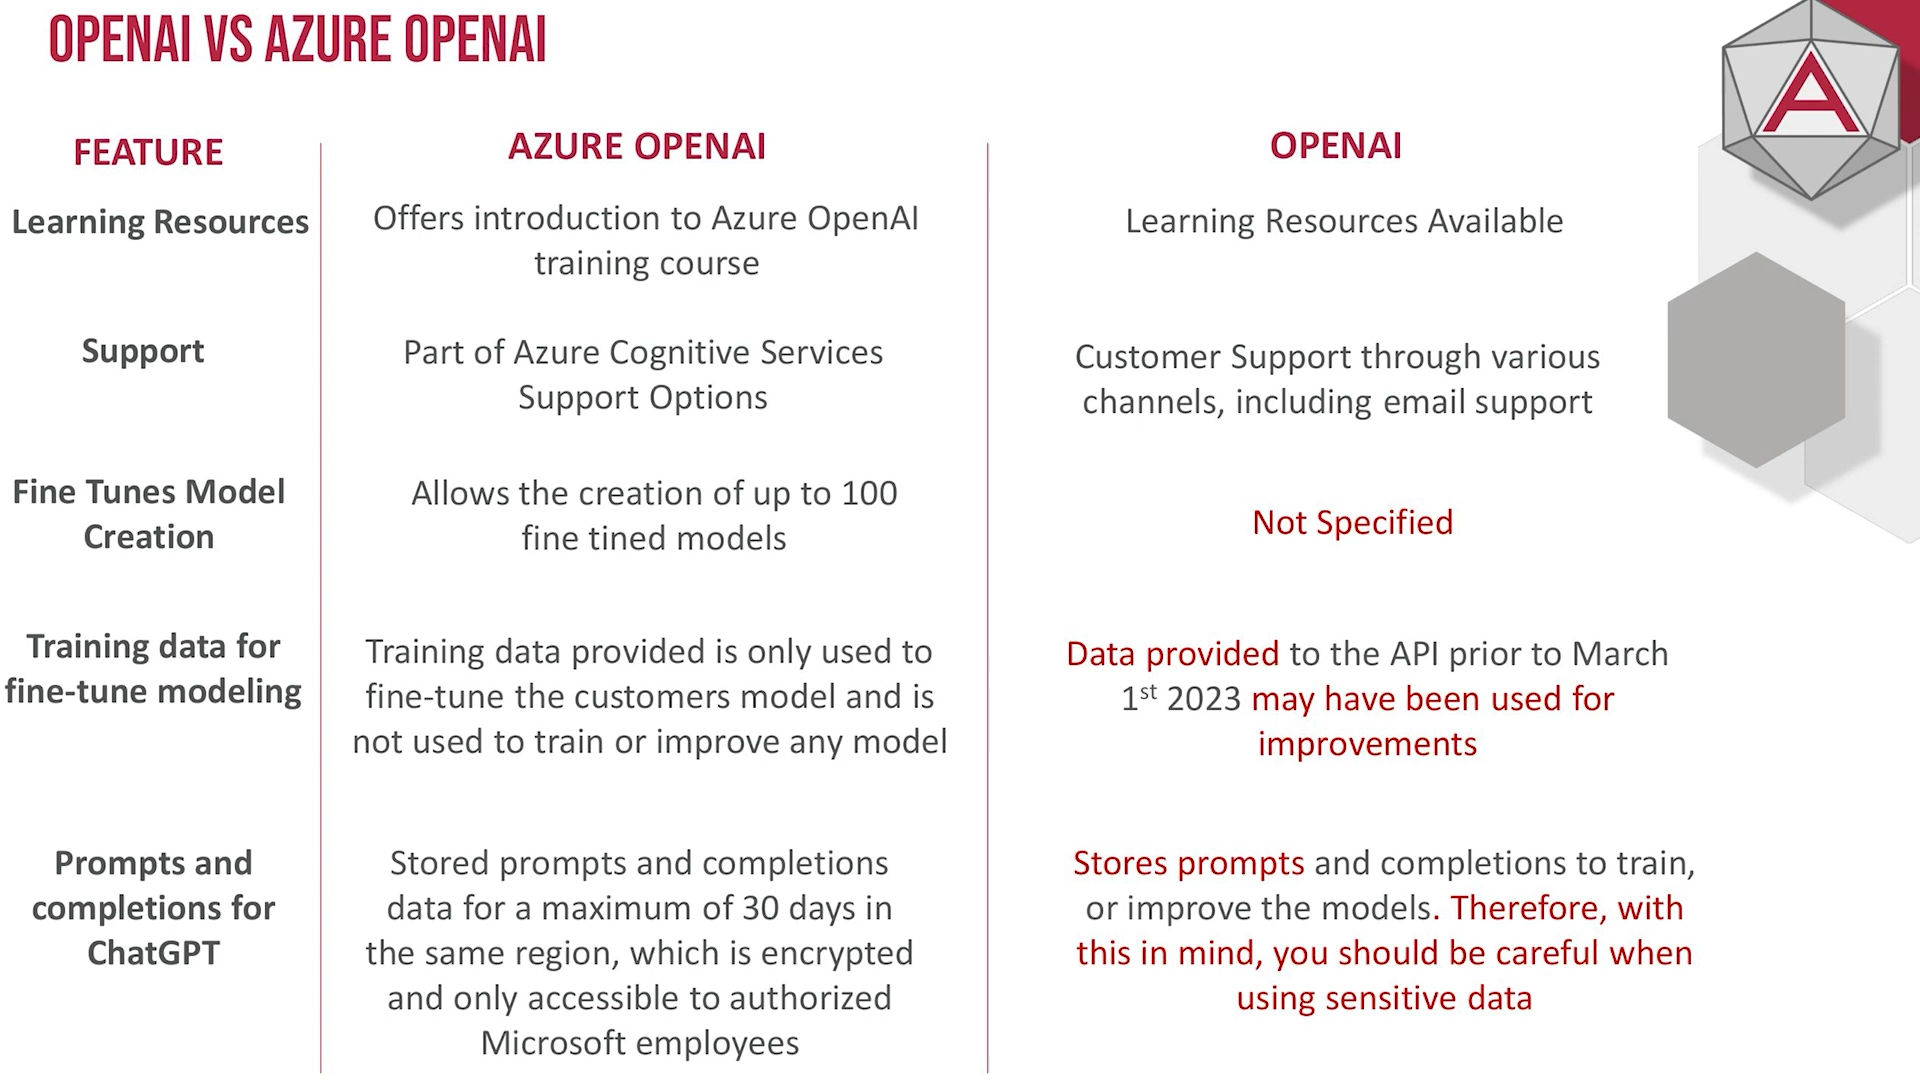 OPENAI VS AZURE OPENAI
A
FEATURE
AZURE OPENAI
OPENAI
Learning Resources
Offers introduction to Azure OpenAI
training course
Learning Resources Available
Support
Part of Azure Cognitive Services
Support Options
Customer Support through various
channels, including email support
Fine Tunes Model
Creation
Allows the creation of up to 100
fine tined models
Not Specified
Training data for
fine-tune modeling
Training data provided is only used to
fine-tune the customers model and is
not used to train or improve any model
Data provided to the API prior to March
1st 2023 may have been used for
improvements
Prompts and
completions for
ChatGPT
Stored prompts and completions
data for a maximum of 30 days in
the same region, which is encrypted
and only accessible to authorized
Microsoft employees
Stores prompts and completions to train,
or improve the models. Therefore, with
this in mind, you should be careful when
using sensitive data